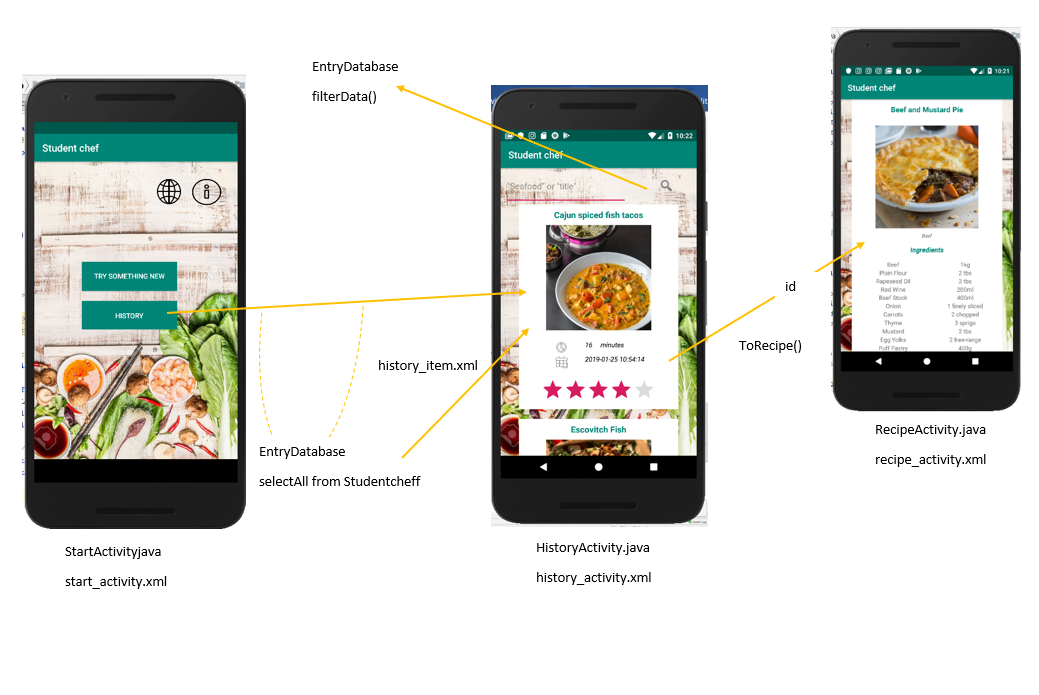 EntryDatabase
filterData()
Student chef
TRY SOMETHING NEW
HISTORY
StartActivityjava
start_activity.xml
history_item.xml
EntryDatabase
selectAll from Studentcheff
10:22
Student chef
"Seafood" or "title"
Cajun spiced fish tacos
16 minutes
2019-01-25 10:54:14
Escovitch Fish
HistoryActivity.java
history_activity.xml
id
ToRecipe()
10:21
Student chef
Beef and Mustard Pie
Beef
Ingredients
Beef 1kg
Plain Flour 2 tbs
Rapeseed Oil 2 tbs
Red Wine 200ml
Beef Stock 400ml
Onion 1 finely sliced
Carrots 2 chopped
Thyme 3 sprigs
Mustard 2 tbs
Egg Yolks 2 free-range
Puff Pastry 400g
RecipeActivity.java
recipe_activity.xml